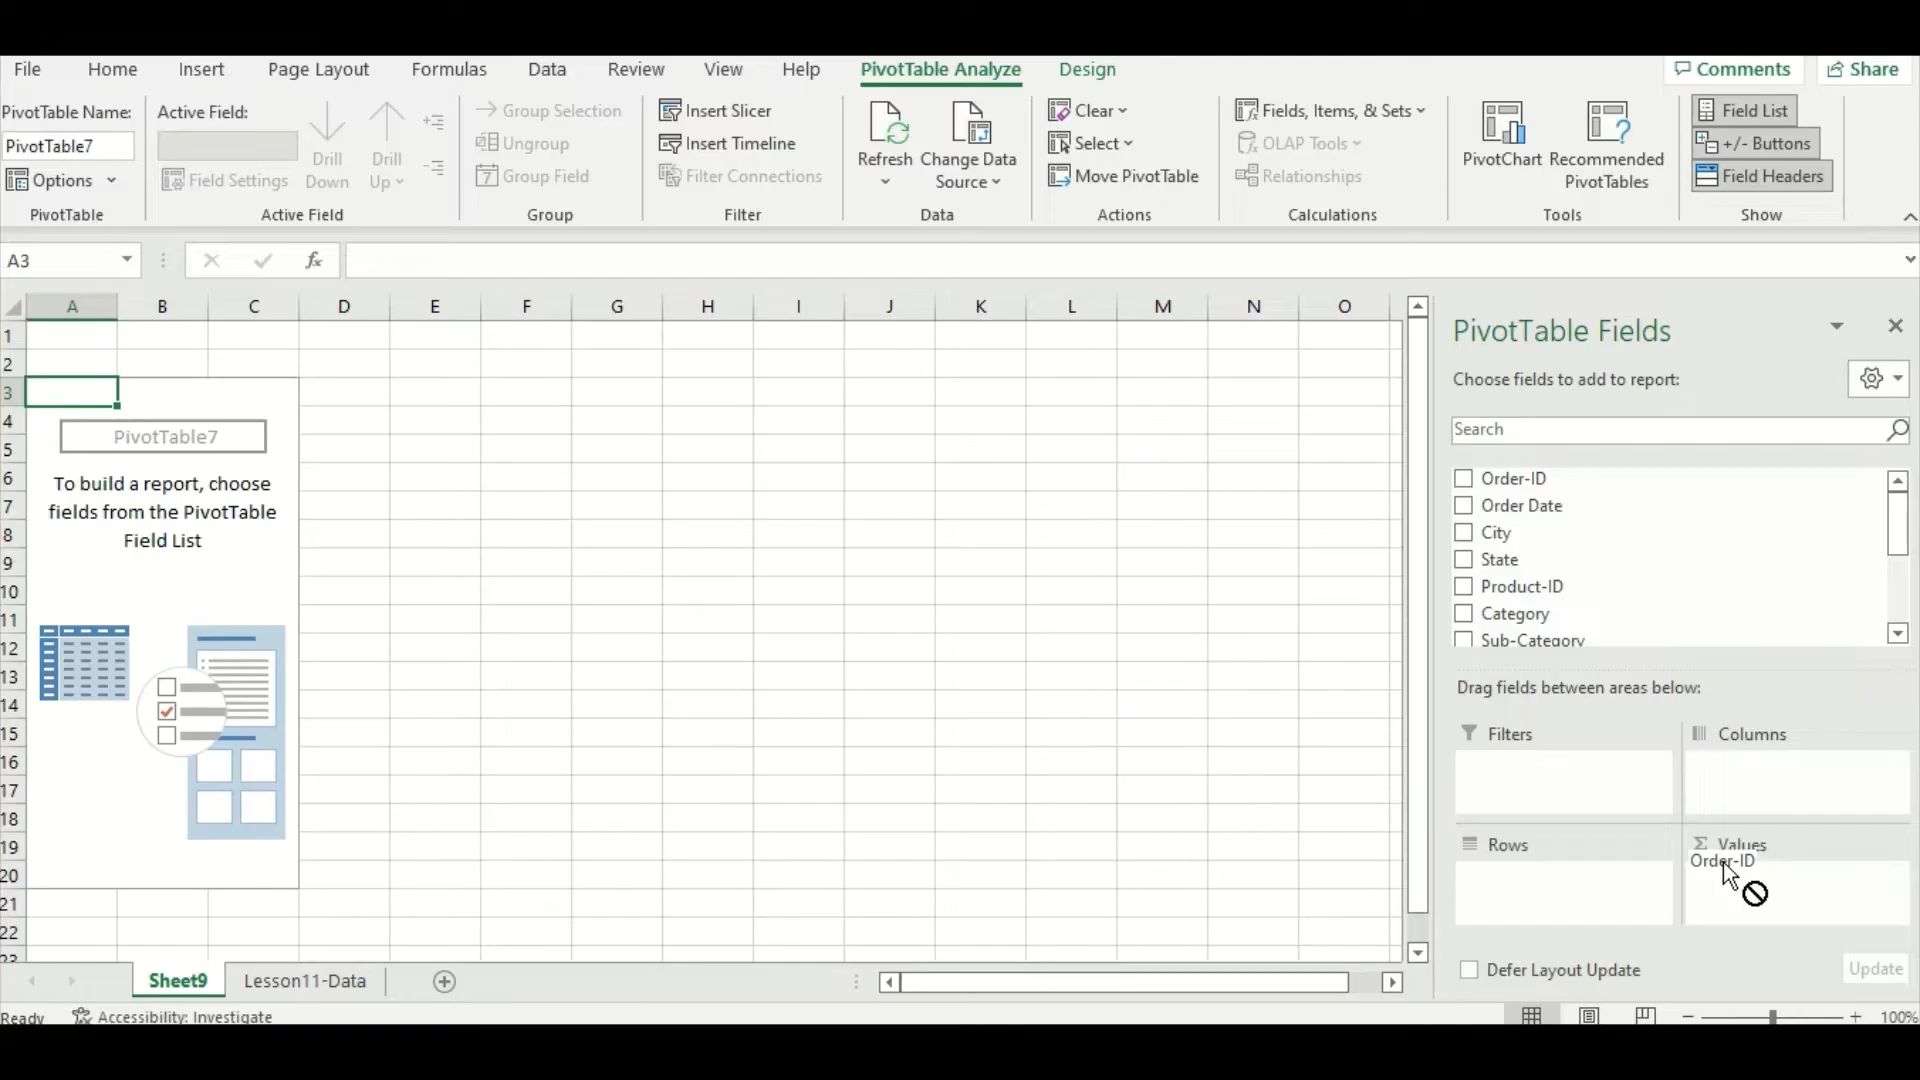 File Home Insert Page Layout Formulas Data Review View Help PivotTable Analyze Design Comments Share
PivotTable Name:
PivotTable7
Options
PivotTable
Active Field:
Field Settings
Drill
Down
Drill
Up
Active Field
Group Selection
Ungroup
7 Group Field
Group
Insert Slicer
Insert Timeline
Filter Connections
Filter
Refresh
Change Data
Source
Data
Clear
Select
Move PivotTable
Actions
Fields, Items, & Sets
OLAP Tools
Relationships
Calculations
PivotChart
Recommended
PivotTables
Tools
Field List
+/- Buttons
Field Headers
Show
A3 fx
A B C D E F G H I J K L M N O
1
2
3
4
5
6
7
8
9
10
11
12
13
14
15
16
17
18
19
20
21
22
23
PivotTable7
To build a report, choose
fields from the PivotTable
Field List
PivotTable Fields
Choose fields to add to report:
Search
Order-ID
Order Date
City
State
Product-ID
Category
Sub-Category
Drag fields between areas below:
Filters
Columns
Rows
Σ Values
Order-ID
Defer Layout Update
Update
Sheet9 Lesson11-Data
Ready Accessibility: Investigate
100%